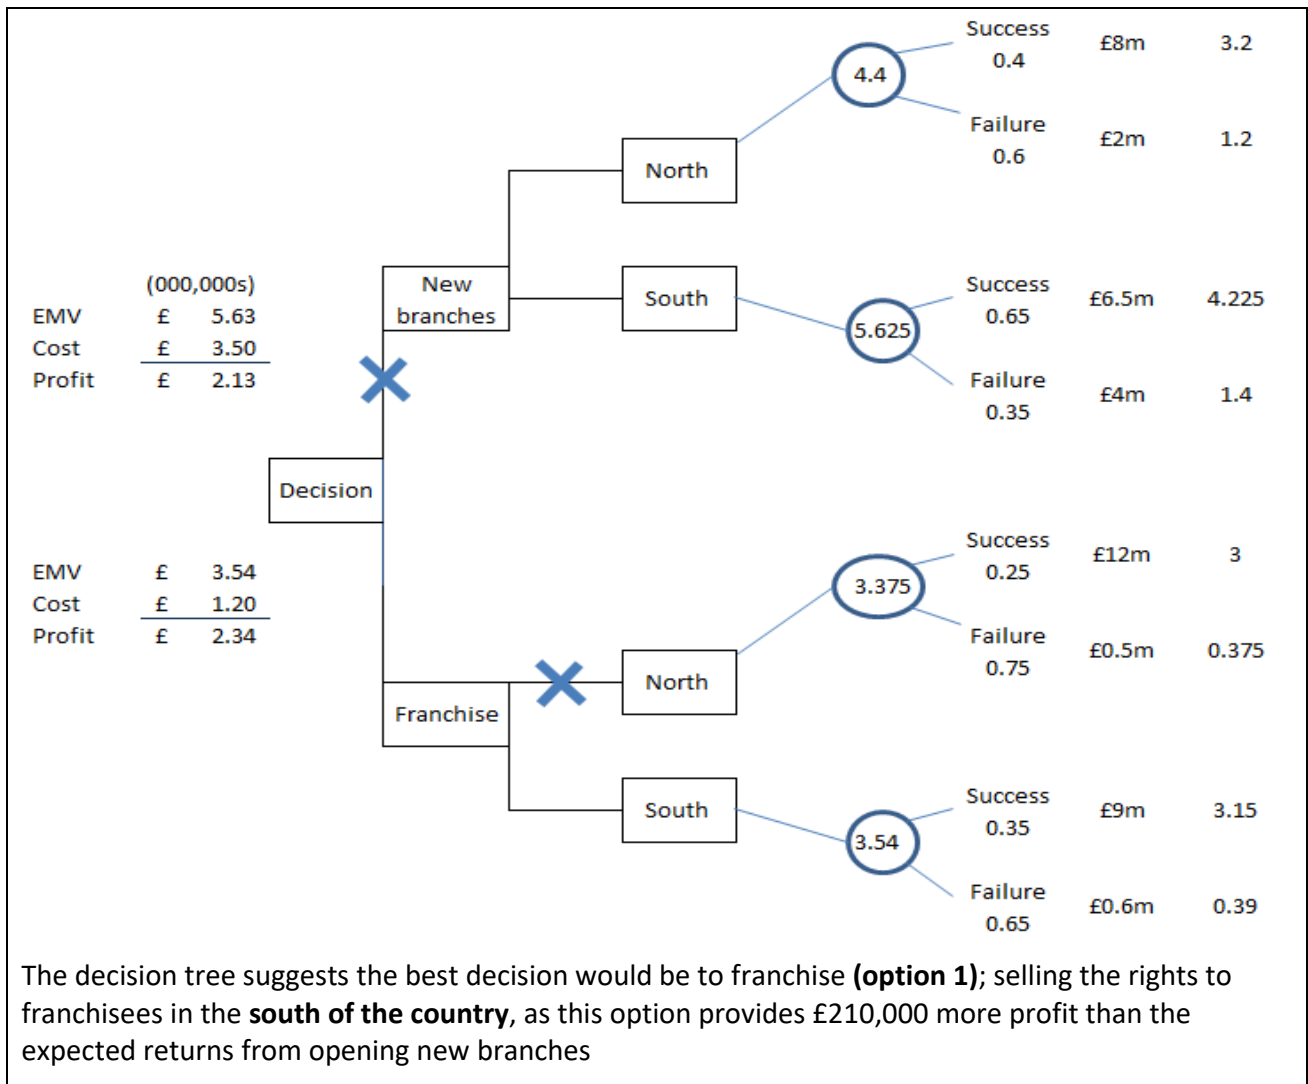 Success £8m 3.2
0.4
4.4
Failure £2m 1.2
0.6
North
(000,000s)
EMV £ 5.63
Cost £ 3.50
Profit £ 2.13
New
branches
South
Success £6.5m 4.225
0.65
5.625
Failure £4m 1.4
0.35
Decision
EMV £ 3.54
Cost £ 1.20
Profit £ 2.34
Success £12m 3
0.25
3.375
Failure £0.5m 0.375
0.75
North
Franchise
South
Success £9m 3.15
0.35
3.54
Failure £0.6m 0.39
0.65
The decision tree suggests the best decision would be to franchise (option 1); selling the rights to
franchisees in the south of the country, as this option provides £210,000 more profit than the
expected returns from opening new branches